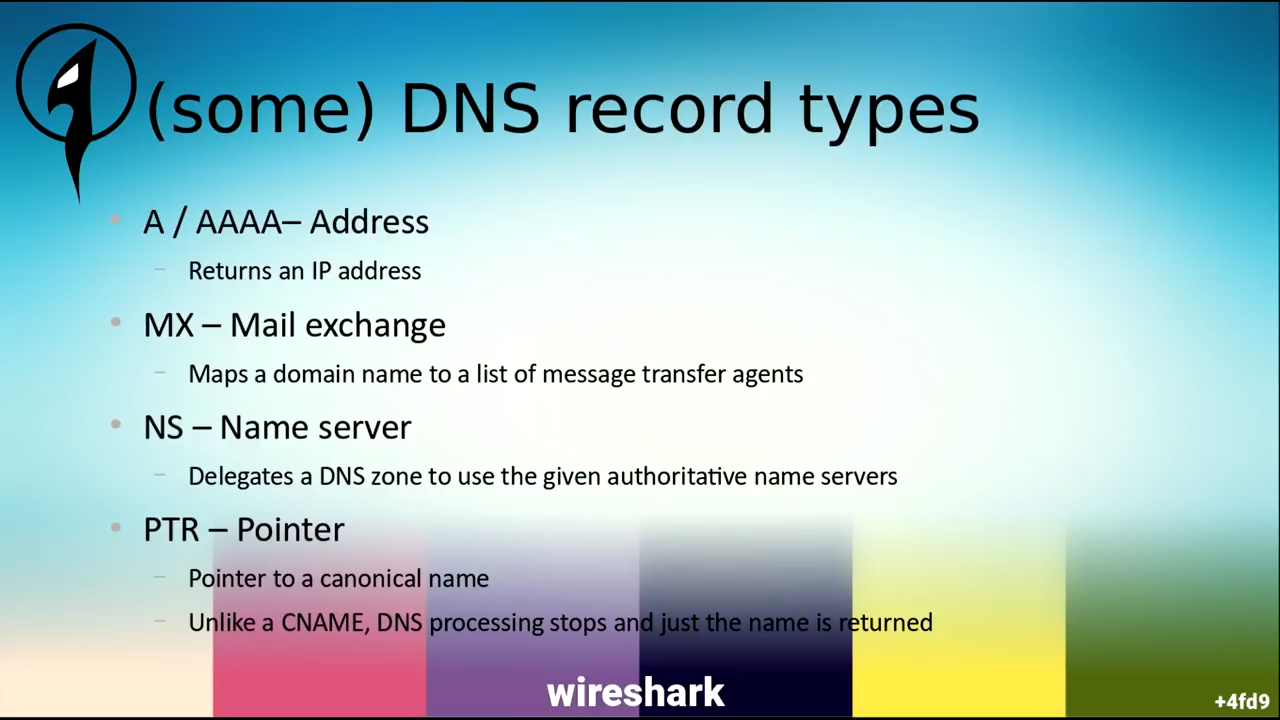 (some) DNS record types
• A / AAAA– Address
– Returns an IP address
• MX – Mail exchange
– Maps a domain name to a list of message transfer agents
• NS – Name server
– Delegates a DNS zone to use the given authoritative name servers
• PTR – Pointer
– Pointer to a canonical name
– Unlike a CNAME, DNS processing stops and just the name is returned
wireshark
+4fd9